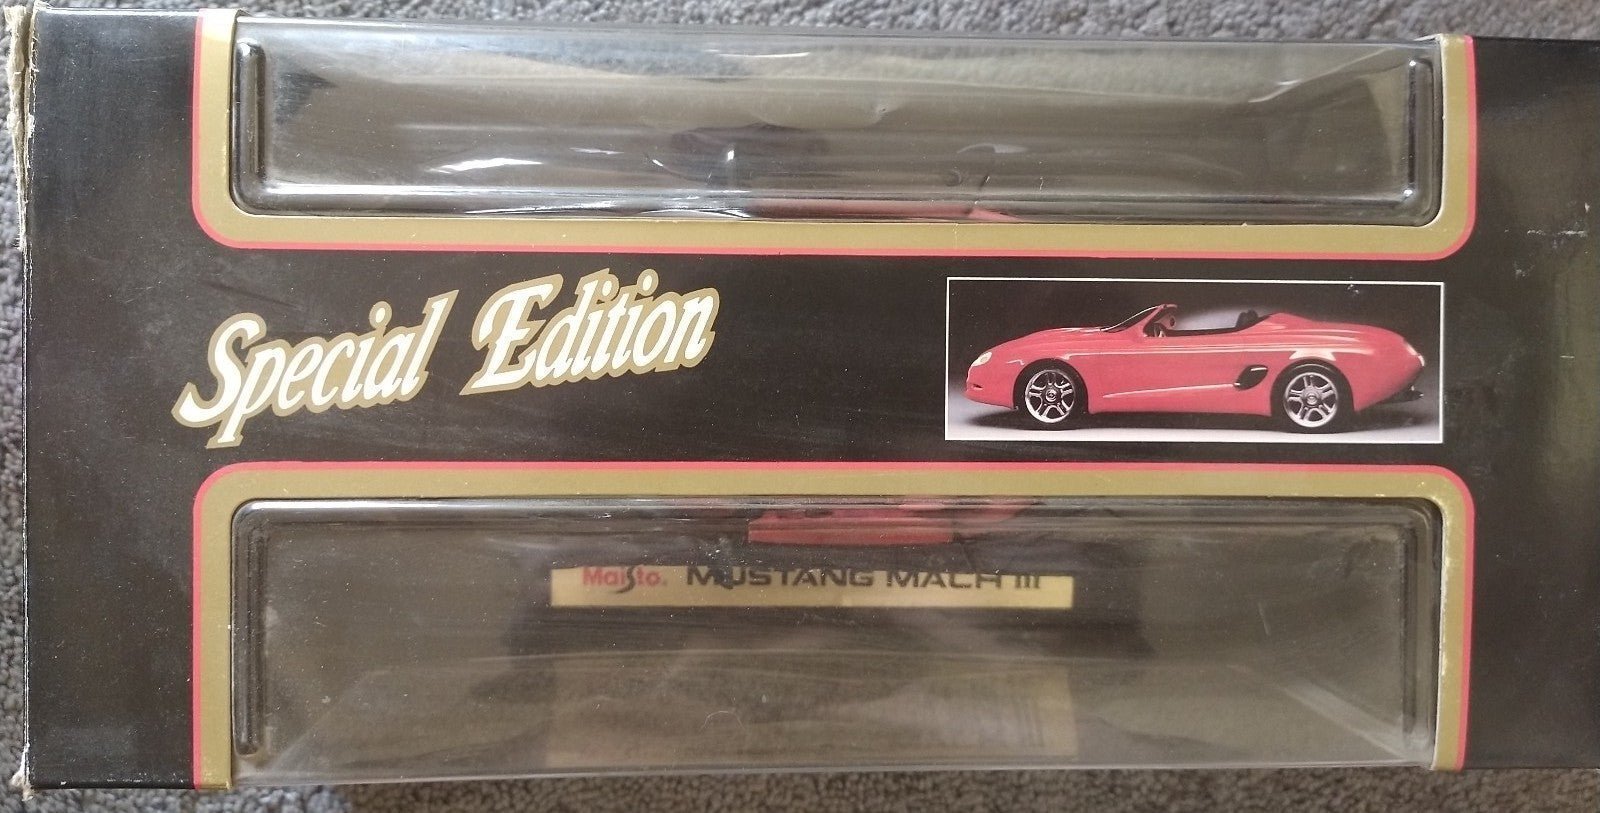 Special Edition
Maisto. MUSTANG MACH III